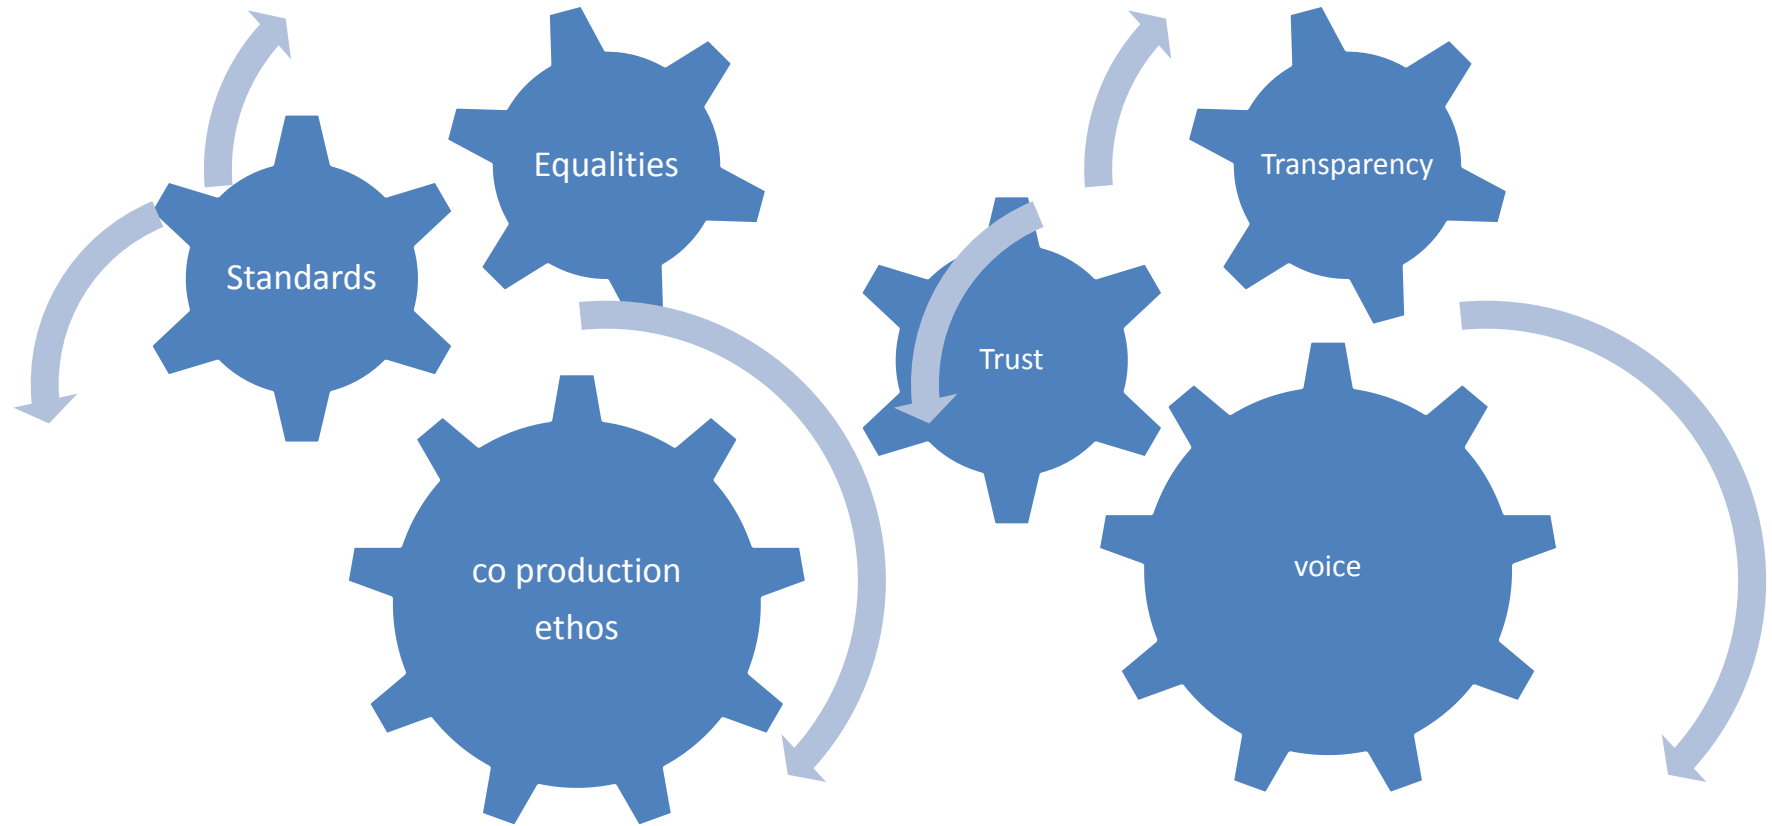 Equalities
Standards
co production
ethos
Transparency
Trust
voice